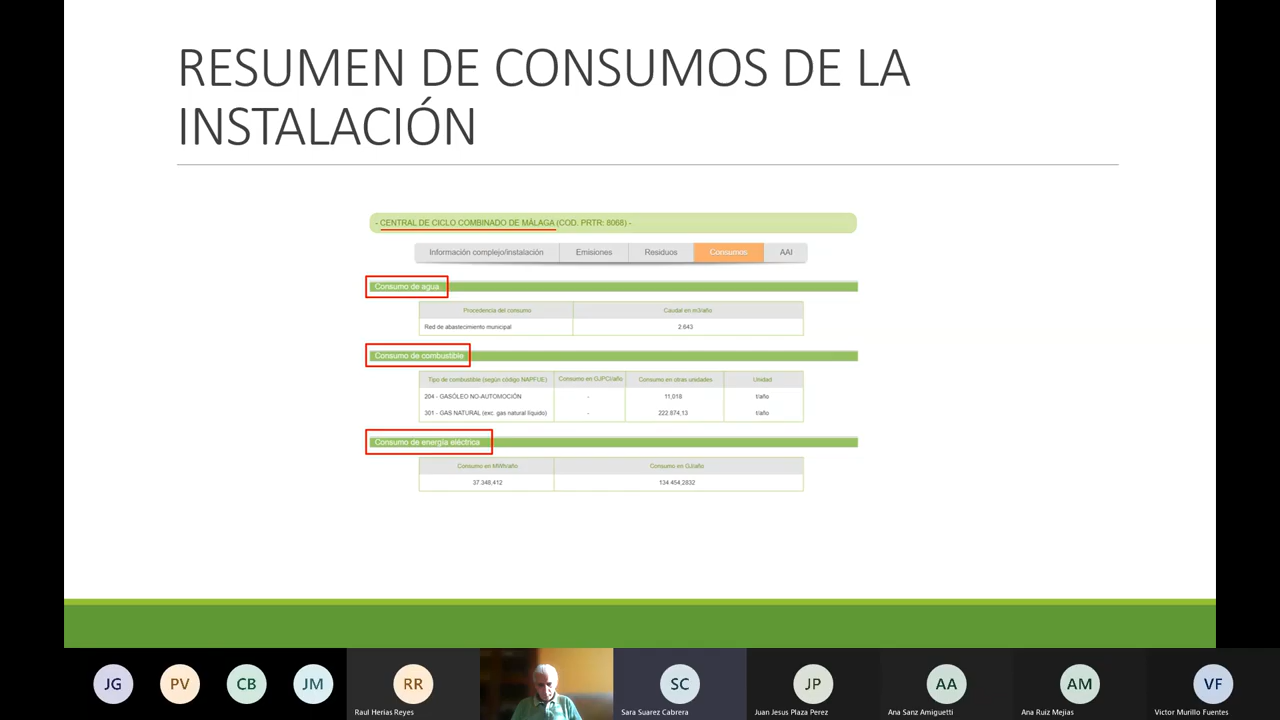 RESUMEN DE CONSUMOS DE LA
INSTALACIÓN
- CENTRAL DE CICLO COMBINADO DE MÁLAGA (COD. PRTR: 8068) -
Información complejo/instalación Emisiones Residuos Consumos AAI
Consumo de agua
Procedencia del consumo Caudal en m3/año
Red de abastecimiento municipal 2.643
Consumo de combustible
Tipo de combustible (según código NAPFUE) Consumo en GJPCI/año Consumo en otras unidades Unidad
204 - GASÓLEO NO-AUTOMOCIÓN - 11,018 t/año
301 - GAS NATURAL (exc. gas natural líquido) - 222.874,13 t/año
Consumo de energía eléctrica
Consumo en MWh/año Consumo en GJ/año
37.348,412 134.454,2832
JG PV CB JM RR SC JP AA AM VF
Raul Herias Reyes Sara Suarez Cabrera Juan Jesus Plaza Perez Ana Sanz Amiguetti Ana Ruiz Mejias Victor Murillo Fuentes